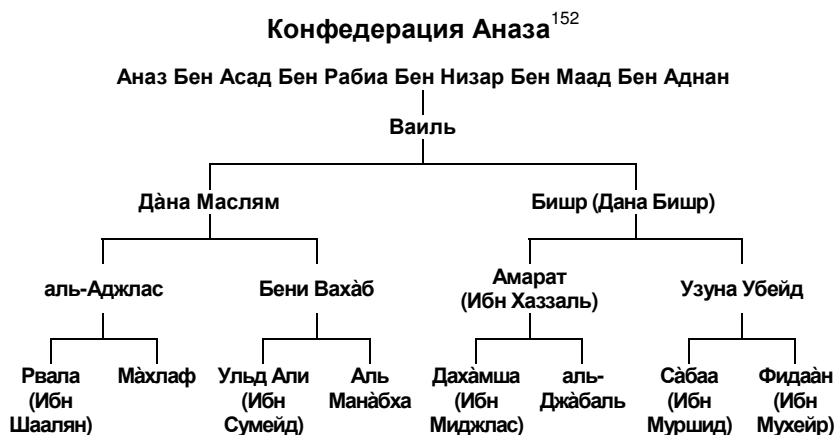 Конфедерация Аназа152
Аназ Бен Асад Бен Рабиа Бен Низар Бен Маад Бен Аднан
Ваиль
Дàна Маслям
Бишр (Дана Бишр)
аль-Аджлас
Бени Вахàб
Амарат
(Ибн Хаззаль)
Узуна Убейд
Рвала
(Ибн
Шаалян)
Мàхлаф
Ульд Али
(Ибн
Сумейд)
Аль
Манàбха
Дахàмша
(Ибн
Миджлас)
аль-
Джàбаль
Сàбаа
(Ибн
Муршид)
Фидаàн
(Ибн
Мухейр)